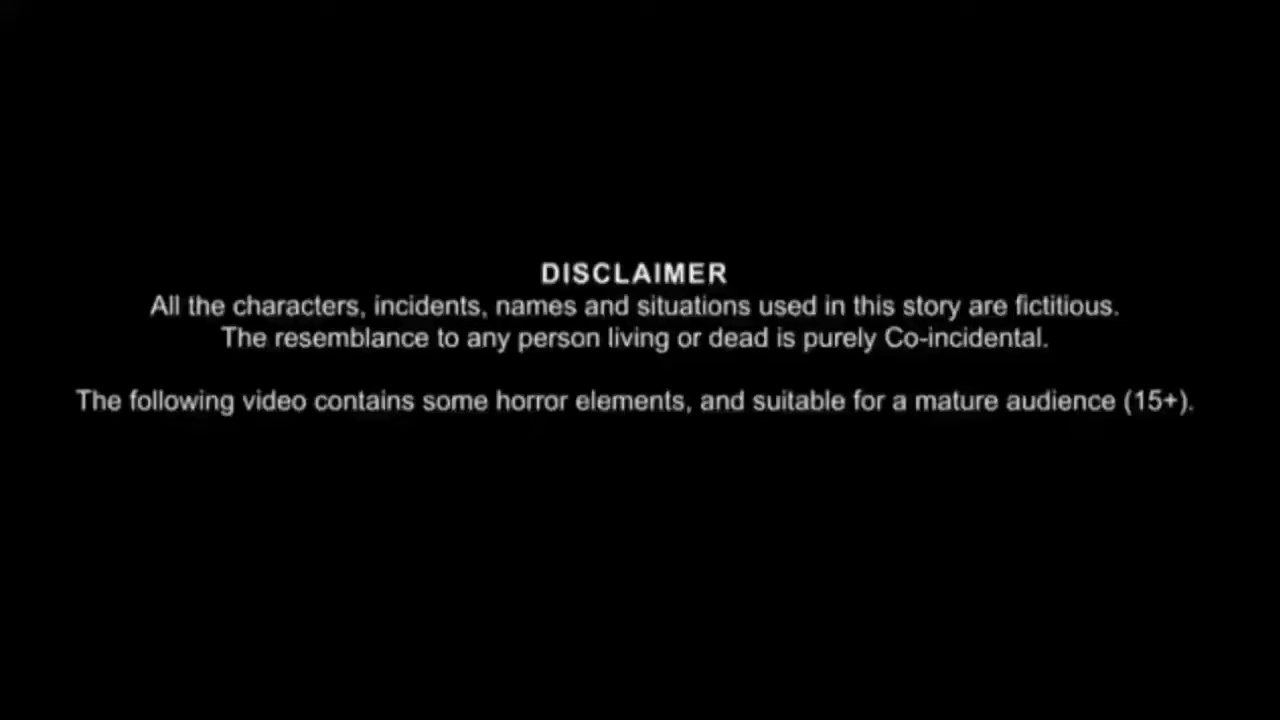 DISCLAIMER
All the characters, incidents, names and situations used in this story are fictitious.
The resemblance to any person living or dead is purely Co-incidental.
The following video contains some horror elements, and suitable for a mature audience (15+).